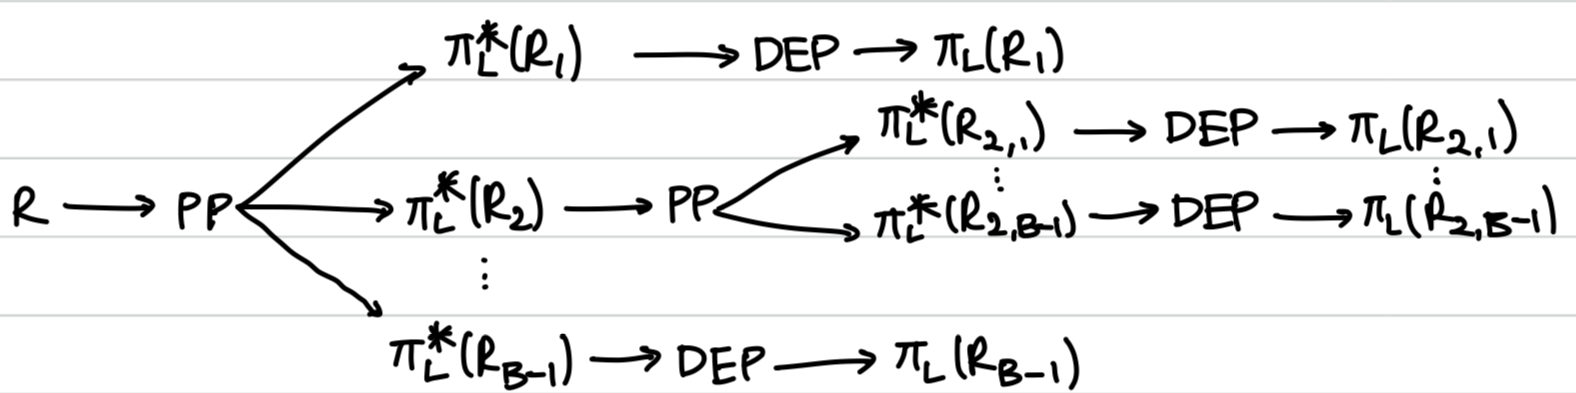 π*L(R1) → DEP → πL(R1)
π*L(R2,1) → DEP → πL(R2,1)
⋮ ⋮
R → PP → π*L(R2) → PP → π*L(R2,B-1) → DEP → πL(R2,B-1)
⋮
π*L(RB-1) → DEP → πL(RB-1)